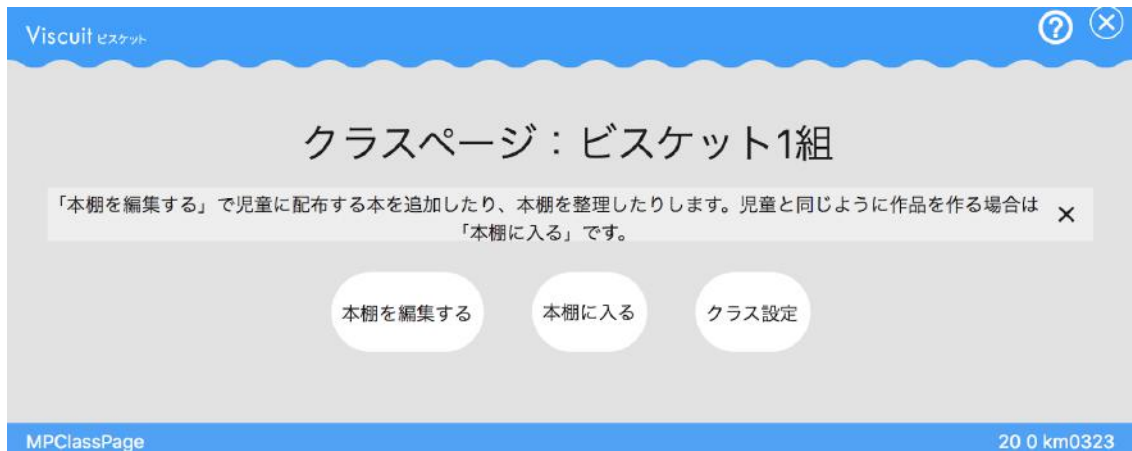 Viscuit ビスケット
?
クラスページ：ビスケット1組
「本棚を編集する」で児童に配布する本を追加したり、本棚を整理したりします。児童と同じように作品を作る場合は
「本棚に入る」です。
本棚を編集する
本棚に入る
クラス設定
MPClassPage
20 0 km0323